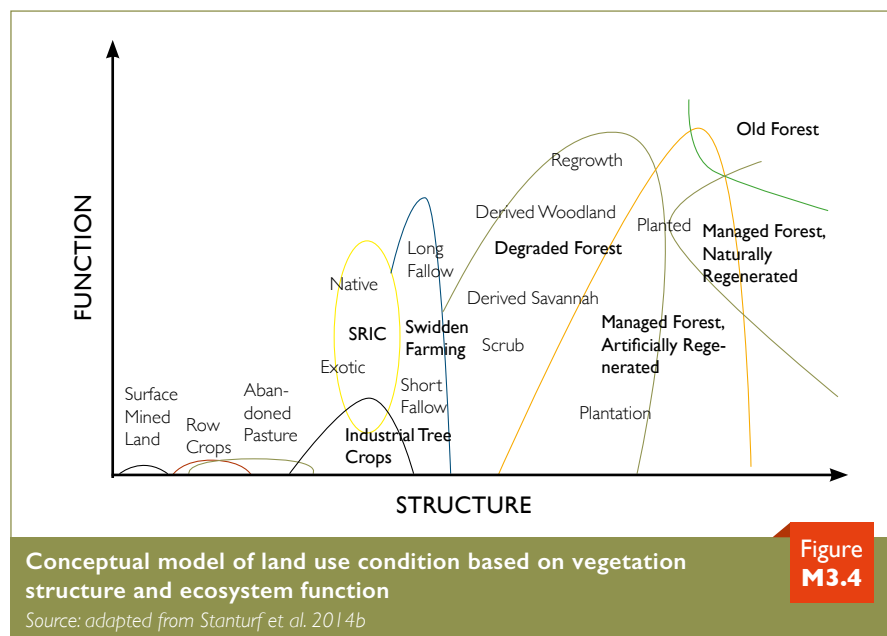 FUNCTION
Old Forest
Regrowth
Derived Woodland
Planted
Managed Forest,
Naturally
Regenerated
Degraded Forest
Long
Fallow
Native
Derived Savannah
SRIC
Swidden
Farming
Managed Forest,
Artificially Rege-
nerated
Scrub
Exotic
Short
Fallow
Plantation
Surface
Mined
Land
Row
Crops
Aban-
doned
Pasture
Industrial Tree
Crops
STRUCTURE
Conceptual model of land use condition based on vegetation
structure and ecosystem function
Source: adapted from Stanturf et al. 2014b
Figure
M3.4